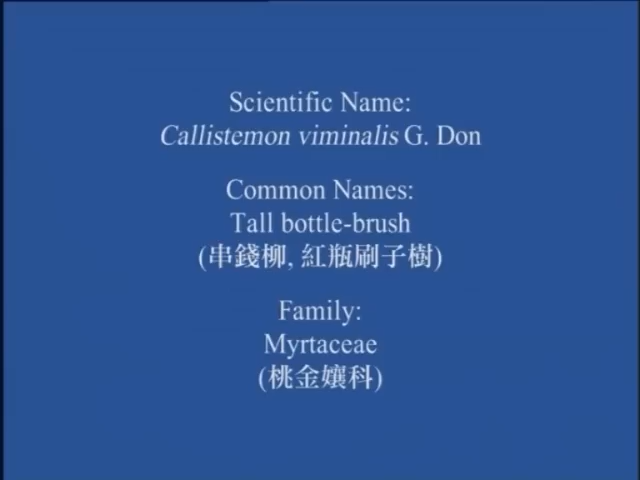 Scientific Name:
Callistemon viminalis G. Don
Common Names:
Tall bottle-brush
(串錢柳, 紅瓶刷子樹)
Family:
Myrtaceae
(桃金孃科)